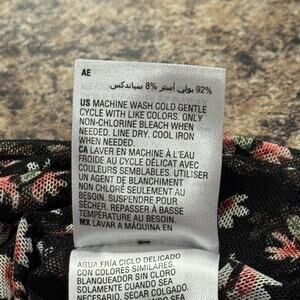 AE
92% بولي أستر 8% سباندكس
US MACHINE WASH COLD GENTLE
CYCLE WITH LIKE COLORS. ONLY
NON-CHLORINE BLEACH WHEN
NEEDED. LINE DRY. COOL IRON
WHEN NEEDED.
CA LAVER EN MACHINE À L'EAU
FROIDE AU CYCLE DÉLICAT AVEC
COULEURS SEMBLABLES. UTILISER
UN AGENT DE BLANCHIMENT
NON CHLORÉ SEULEMENT AU
BESOIN. SUSPENDRE POUR
SÉCHER. REPASSER À BASSE
TEMPÉRATURE AU BESOIN.
MX LAVAR A MÁQUINA EN
AGUA FRÍA CICLO DELICADO
CON COLORES SIMILARES.
BLANQUEADOR SIN CLORO
SOLAMENTE CUANDO SEA
NECESARIO. SECAR COLGADO.